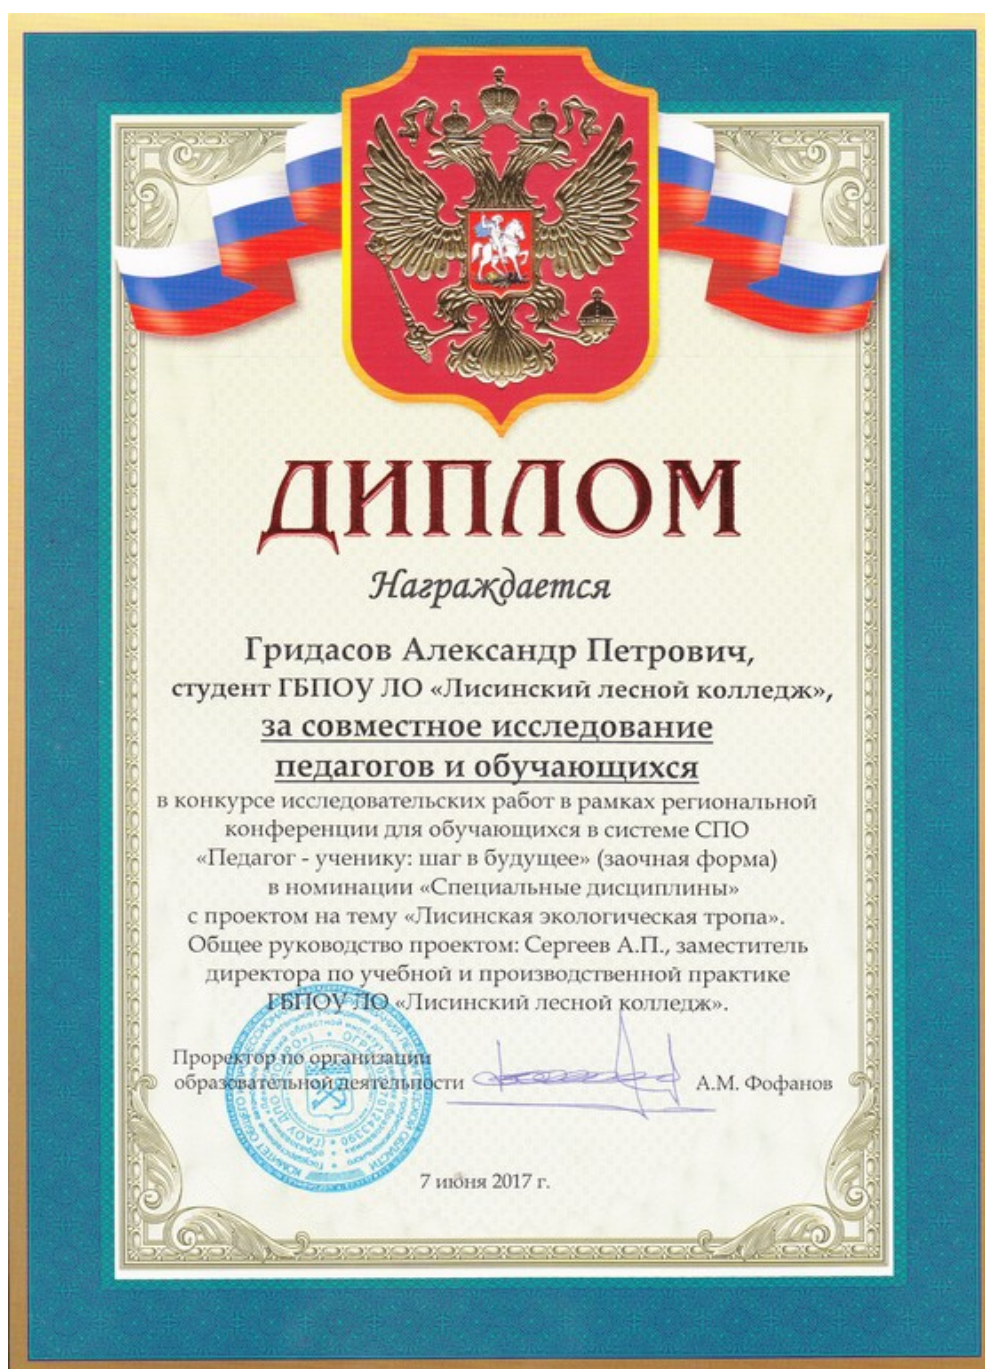 ДИПЛОМ
Награждается
Гридасов Александр Петрович,
студент ГБПОУ ЛО «Лисинский лесной колледж»,
за совместное исследование
педагогов и обучающихся
в конкурсе исследовательских работ в рамках региональной
конференции для обучающихся в системе СПО
«Педагог - ученику: шаг в будущее» (заочная форма)
в номинации «Специальные дисциплины»
с проектом на тему «Лисинская экологическая тропа».
Общее руководство проектом: Сергеев А.П., заместитель
директора по учебной и производственной практике
ГБПОУ ЛО «Лисинский лесной колледж».
Проректор по организации
образовательной деятельности
А.М. Фофанов
7 июня 2017 г.